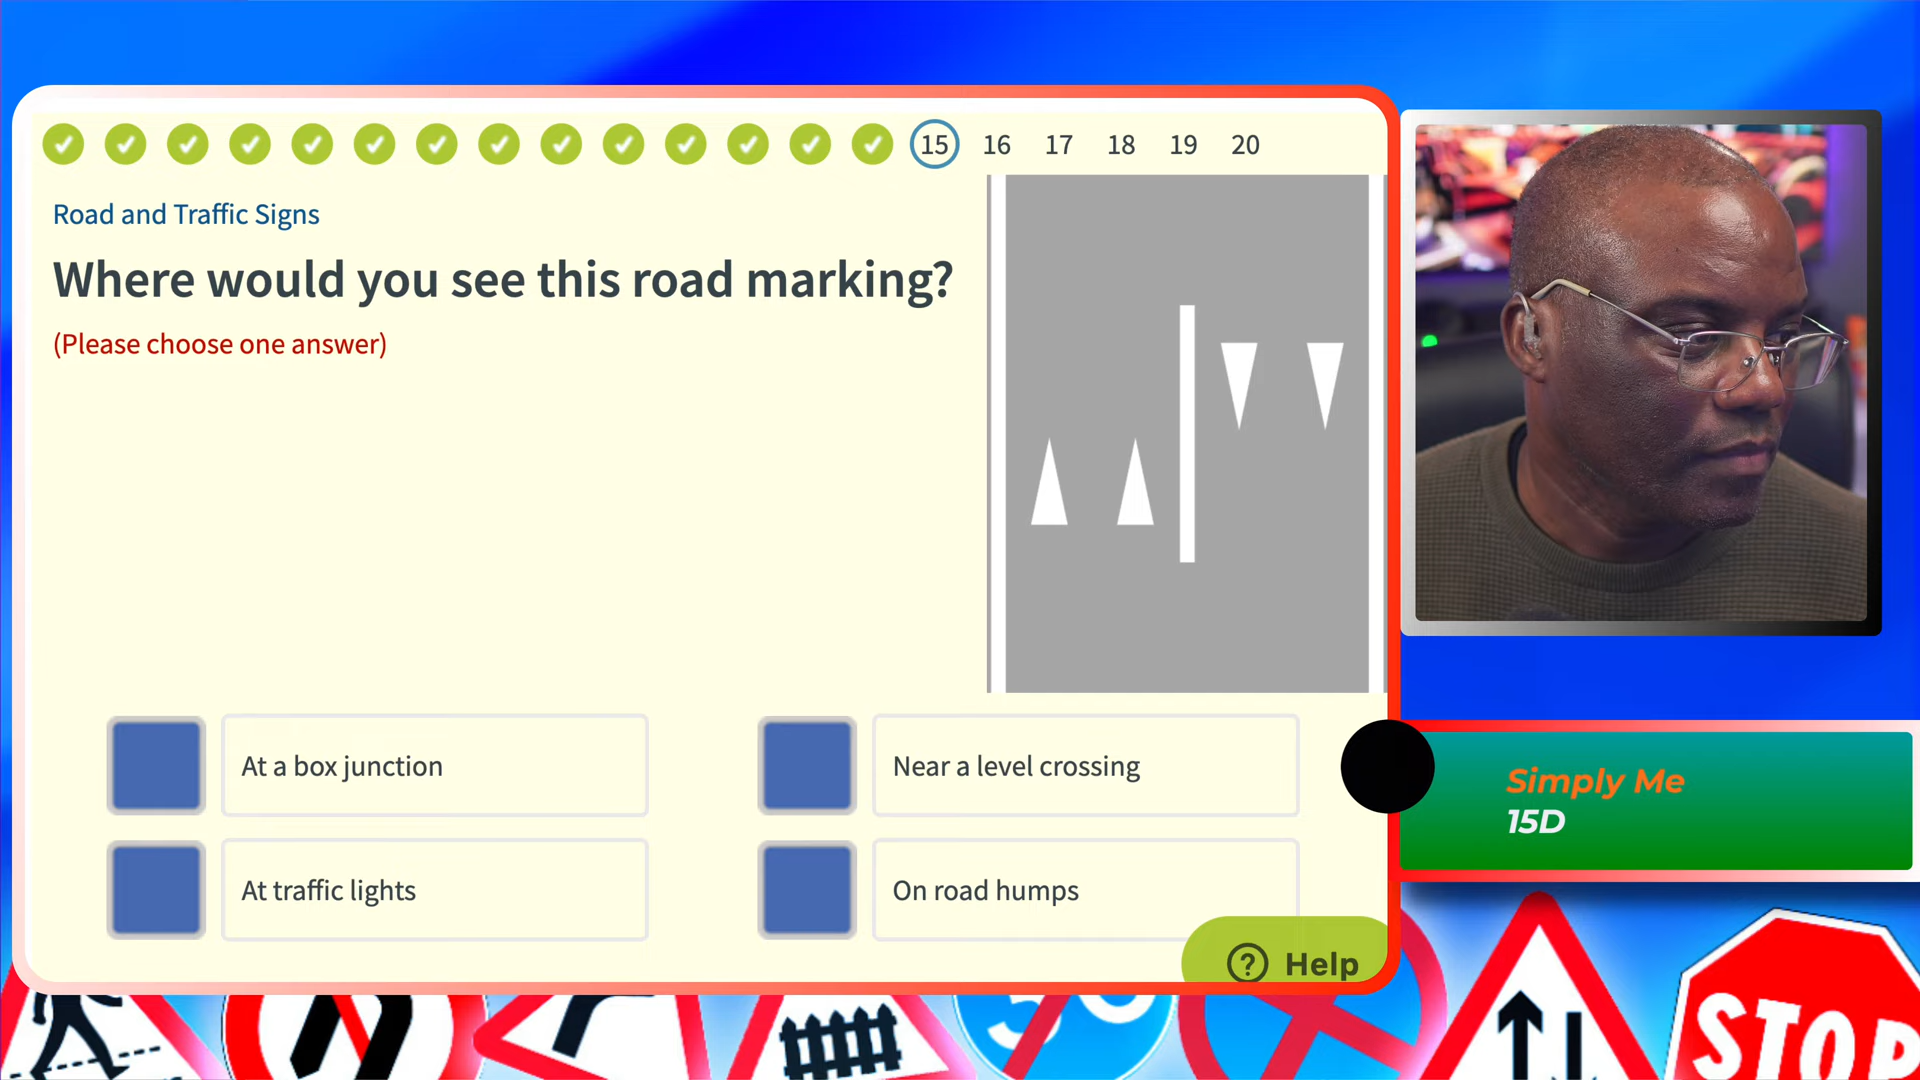 15 16 17 18 19 20
Road and Traffic Signs
Where would you see this road marking?
(Please choose one answer)
At a box junction
Near a level crossing
At traffic lights
On road humps
? Help
Simply Me
15D
STOP